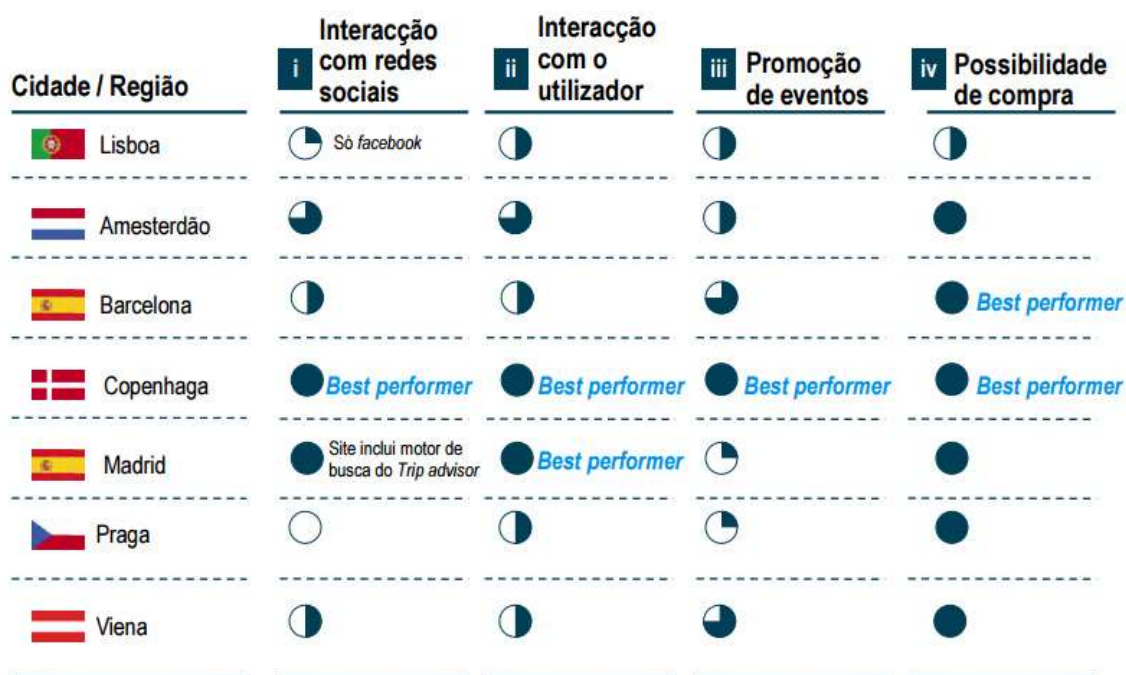 Cidade / Região
i Interacção
com redes
sociais
ii Interacção
com o
utilizador
iii Promoção
de eventos
iv Possibilidade
de compra
Lisboa
Só facebook
Amesterdão
Barcelona
Best performer
Copenhaga
Best performer
Best performer
Best performer
Best performer
Madrid
Site inclui motor de
busca do Trip advisor
Best performer
Praga
Viena